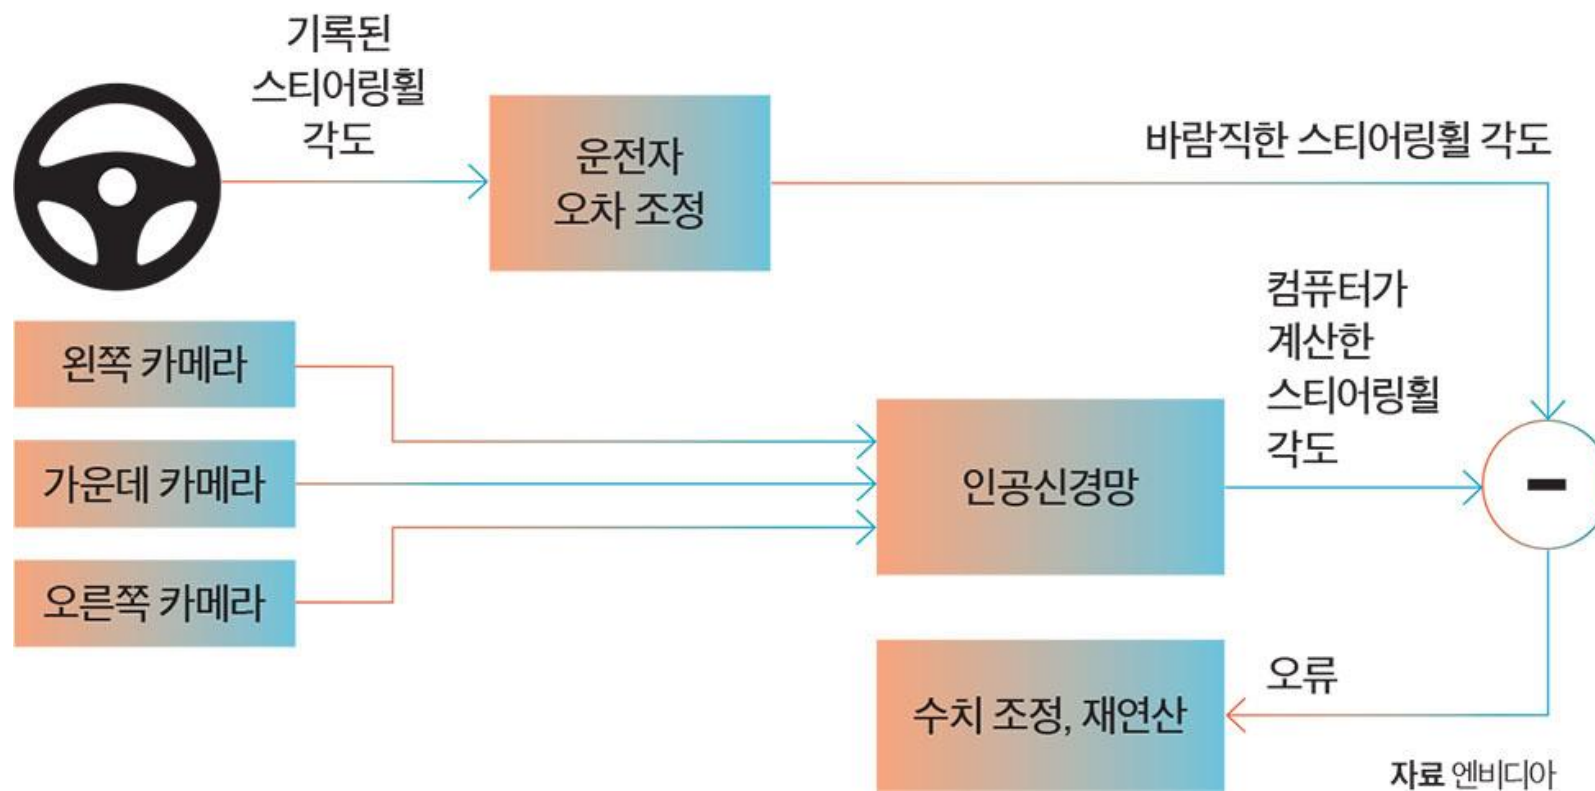 기록된
스티어링휠
각도
운전자
오차 조정
바람직한 스티어링휠 각도
왼쪽 카메라
가운데 카메라
오른쪽 카메라
인공신경망
컴퓨터가
계산한
스티어링휠
각도
-
수치 조정, 재연산
오류
자료 엔비디아